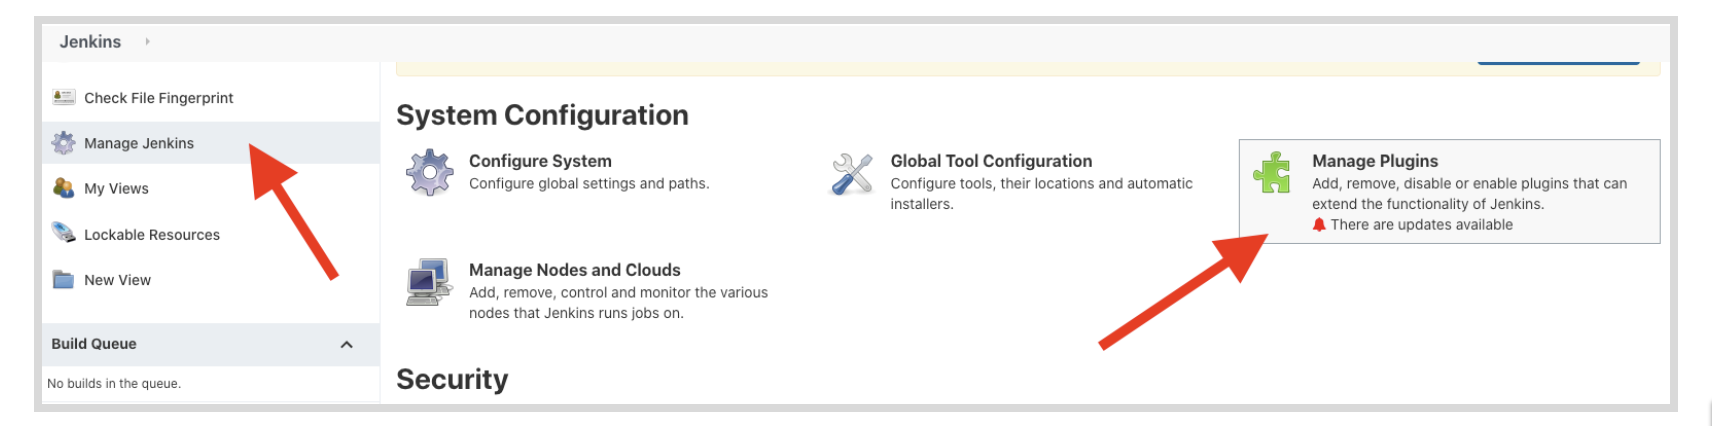 Jenkins
Check File Fingerprint
Manage Jenkins
My Views
Lockable Resources
New View
Build Queue
No builds in the queue.
System Configuration
Configure System
Configure global settings and paths.
Global Tool Configuration
Configure tools, their locations and automatic
installers.
Manage Plugins
Add, remove, disable or enable plugins that can
extend the functionality of Jenkins.
There are updates available
Manage Nodes and Clouds
Add, remove, control and monitor the various
nodes that Jenkins runs jobs on.
Security